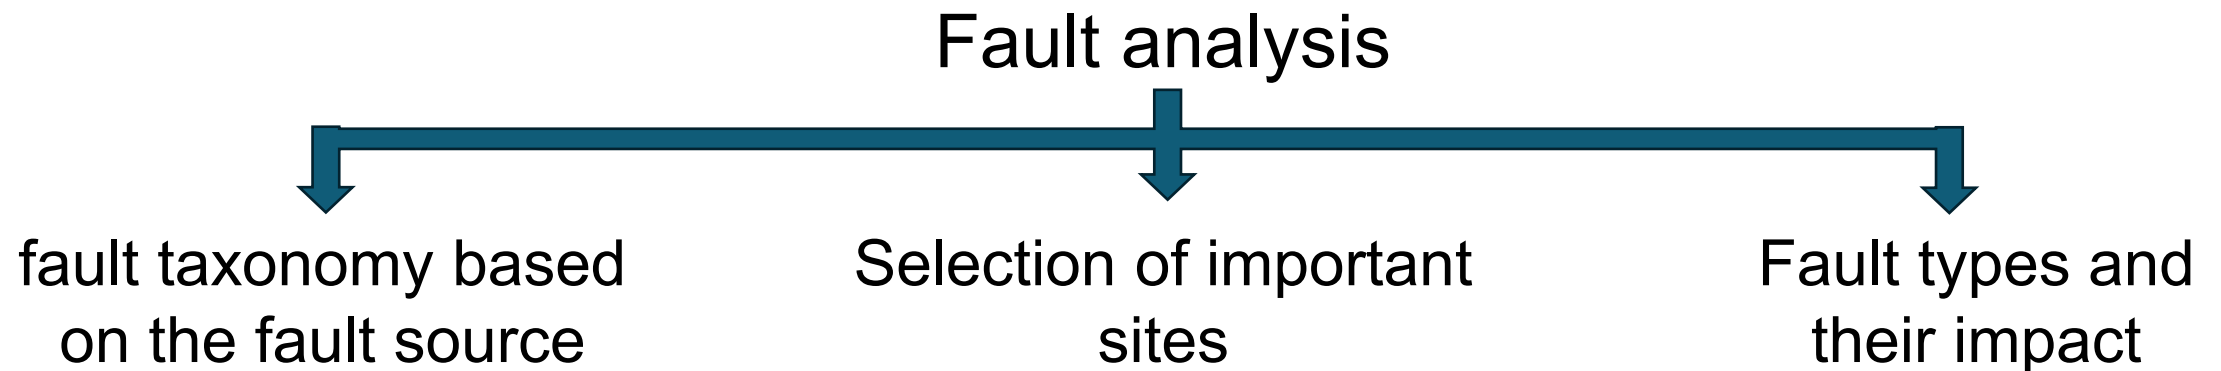 Fault analysis
fault taxonomy based
on the fault source
Selection of important
sites
Fault types and
their impact